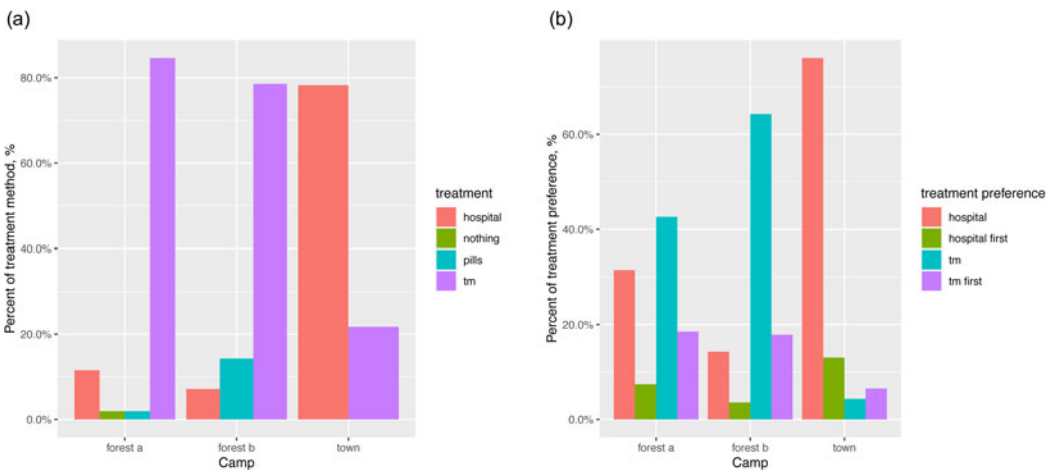 (a)
Percent of treatment method, %
80.0%
60.0%
40.0%
20.0%
0.0%
forest a
forest b
town
Camp
treatment
hospital
nothing
pills
tm
(b)
Percent of treatment preference, %
60.0%
40.0%
20.0%
0.0%
forest a
forest b
town
Camp
treatment preference
hospital
hospital first
tm
tm first